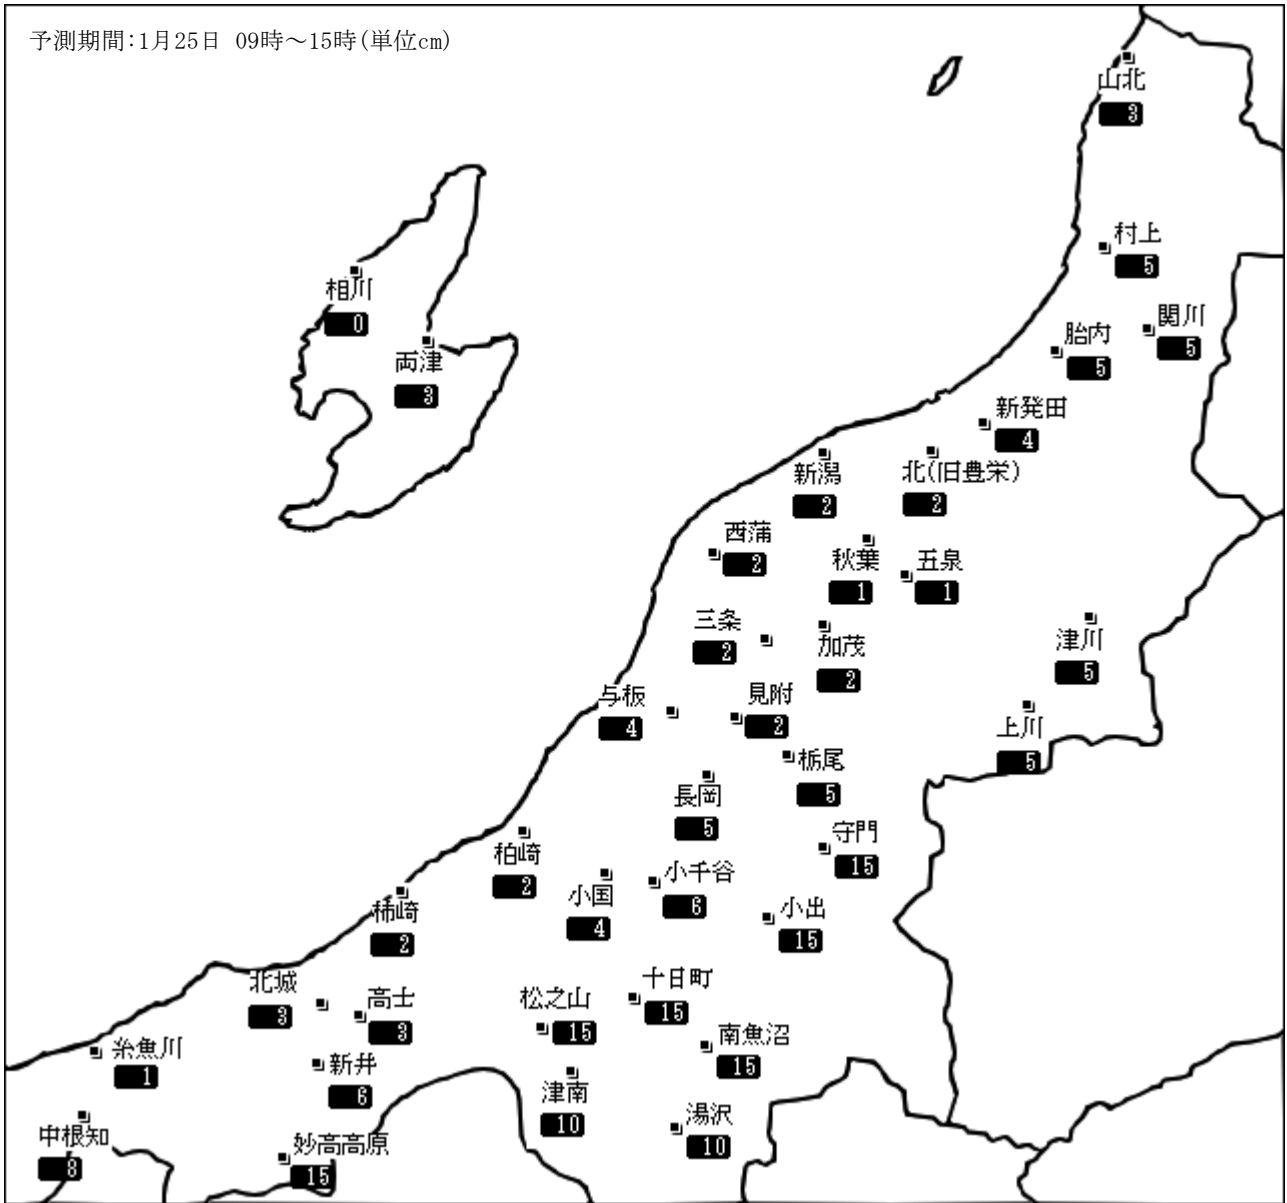 予測期間:1月25日 09時～15時(単位cm)
山北
3
村上
5
相川
0
関川
5
胎内
5
両津
3
新発田
4
新潟
2
北(旧豊栄)
2
西蒲
2
秋葉
1
五泉
1
三条
2
加茂
2
津川
5
与板
4
見附
2
上川
5
栃尾
5
長岡
5
守門
15
柏崎
2
小国
4
小千谷
6
小出
15
柿崎
2
北城
3
高士
3
松之山
15
十日町
15
南魚沼
15
糸魚川
1
新井
6
津南
10
湯沢
10
中根知
8
妙高高原
15